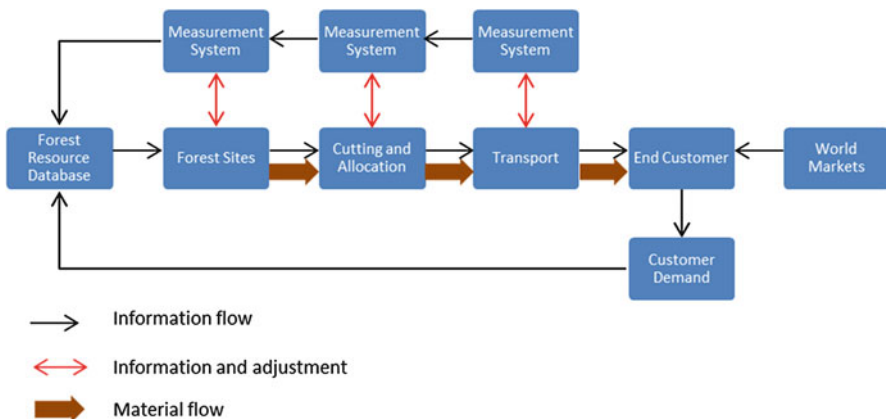 Measurement
System
Measurement
System
Measurement
System
Forest
Resource
Database
Forest Sites
Cutting and
Allocation
Transport
End Customer
World
Markets
Customer
Demand
Information flow
Information and adjustment
Material flow